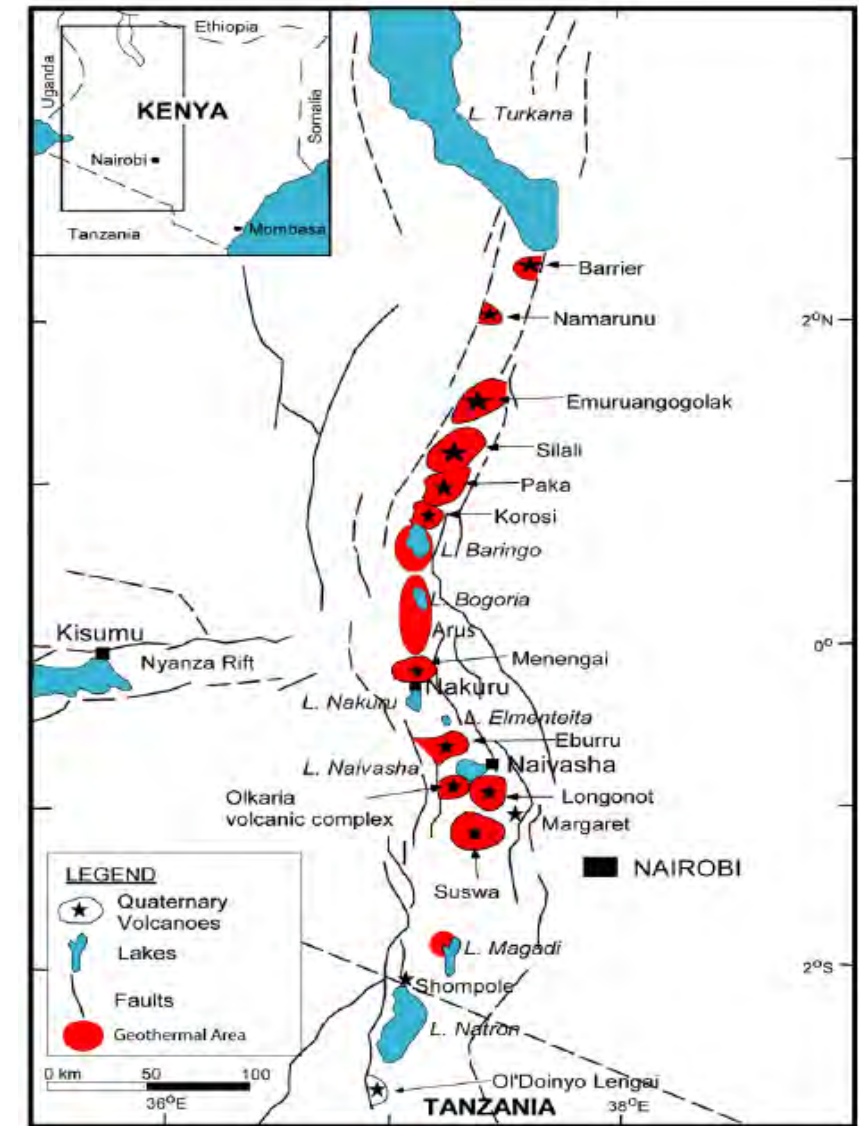 Ethiopia
Uganda
KENYA
Somalia
Nairobi
Tanzania
Mombasa
L. Turkana
Barrier
Namarunu
2°N
Emuruangogolak
Silali
Paka
Korosi
L. Baringo
L. Bogoria
Arus
Kisumu
Nyanza Rift
0°
Menengai
Nakuru
L. Nakuru
L. Elmenteita
Eburru
L. Naivasha
Naivasha
Olkaria
volcanic complex
Longonot
Margaret
NAIROBI
Suswa
LEGEND
Quaternary
Volcanoes
Lakes
Faults
Geothermal Area
L. Magadi
2°S
Shompole
L. Natron
0 km 50 100
Ol'Doinyo Lengai
36°E
TANZANIA
38°E